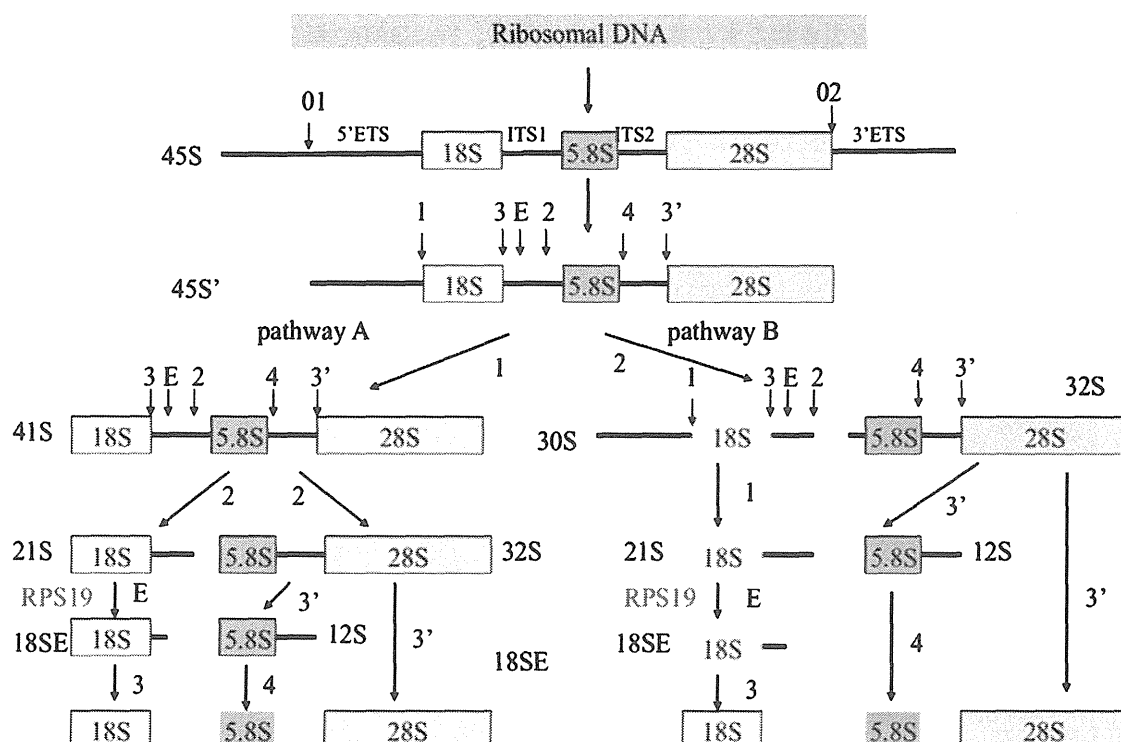 Ribosomal DNA
01 02
5'ETS ITS1 ITS2 3'ETS
45S 18S 5.8S 28S
1 3 E 2 4 3'
45S' 18S 5.8S 28S
pathway A pathway B
1 2
3 E 2 4 3' 1 3 E 2 4 3' 32S
41S 18S 5.8S 28S 30S 18S 5.8S 28S
2 2 1 3'
21S 18S 5.8S 28S 32S 21S 18S 5.8S 12S
RPS19 E 3' RPS19 E 3'
18SE 18S 5.8S 12S 3' 18SE 18S 4
18SE
3 4 3
18S 5.8S 28S 18S 5.8S 28S